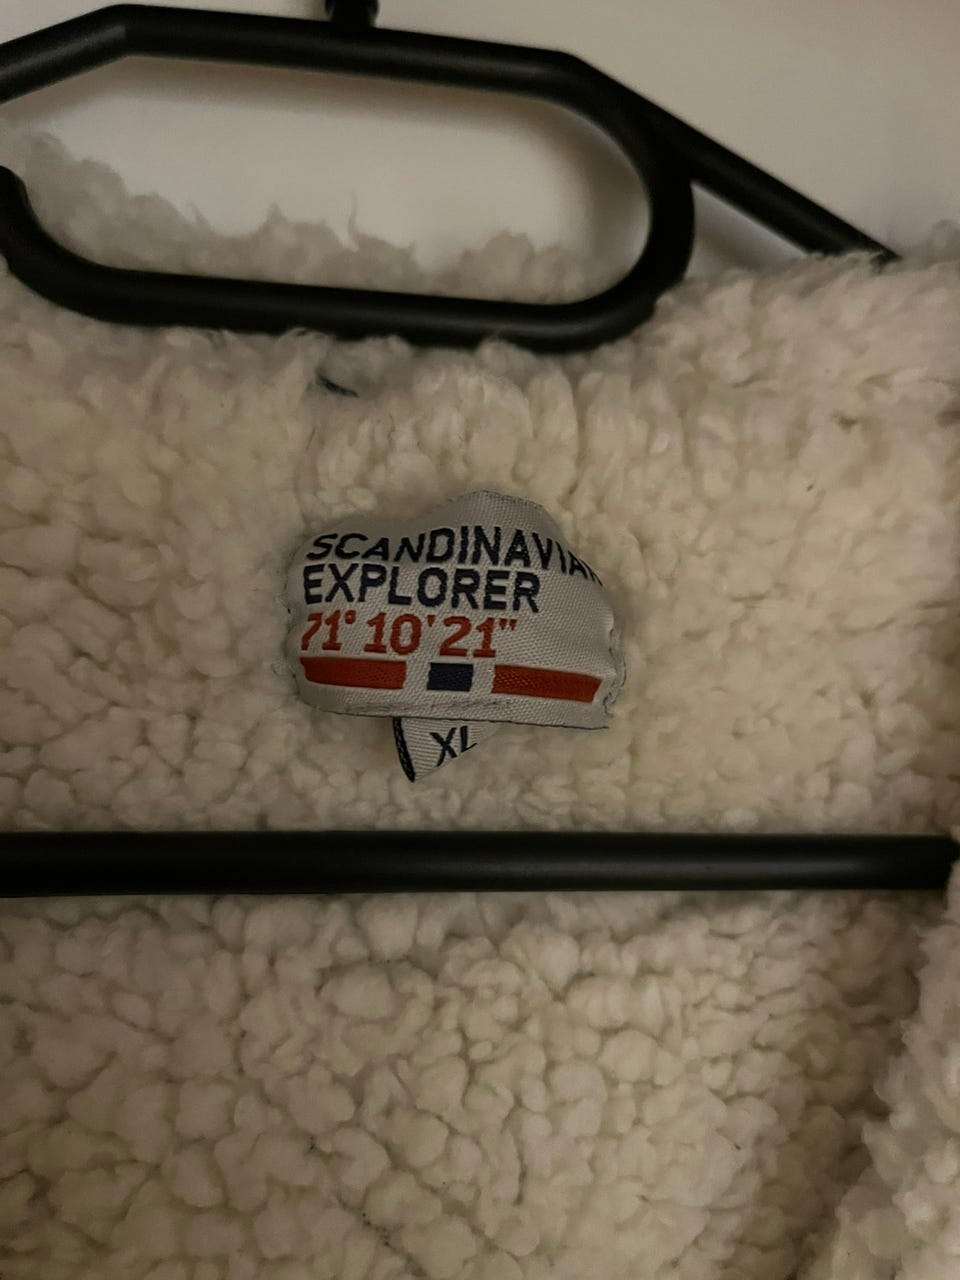 SCANDINAVIAN
EXPLORER
71° 10' 21"
XL